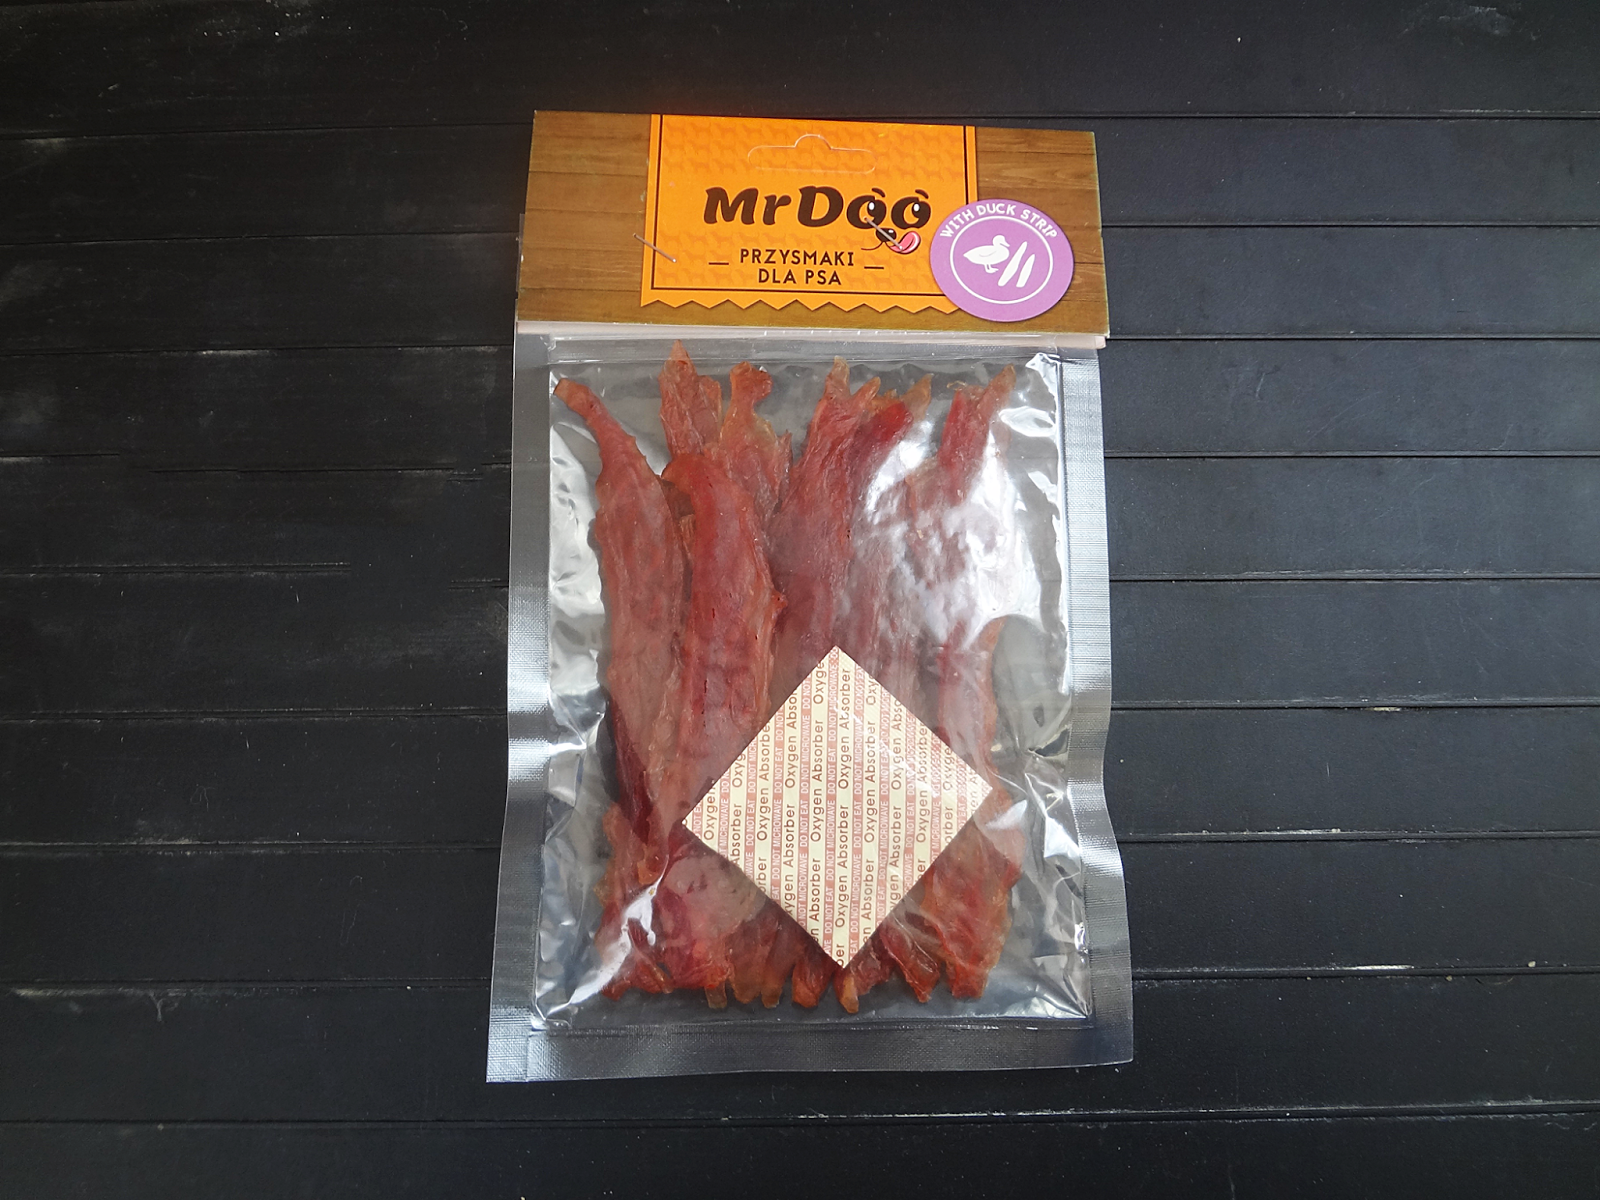 MrDoo
WITH DUCK STRIP
PRZYSMAKI
DLA PSA
Oxygen Absorber
DO NOT EAT DO NOT MICROWAVE